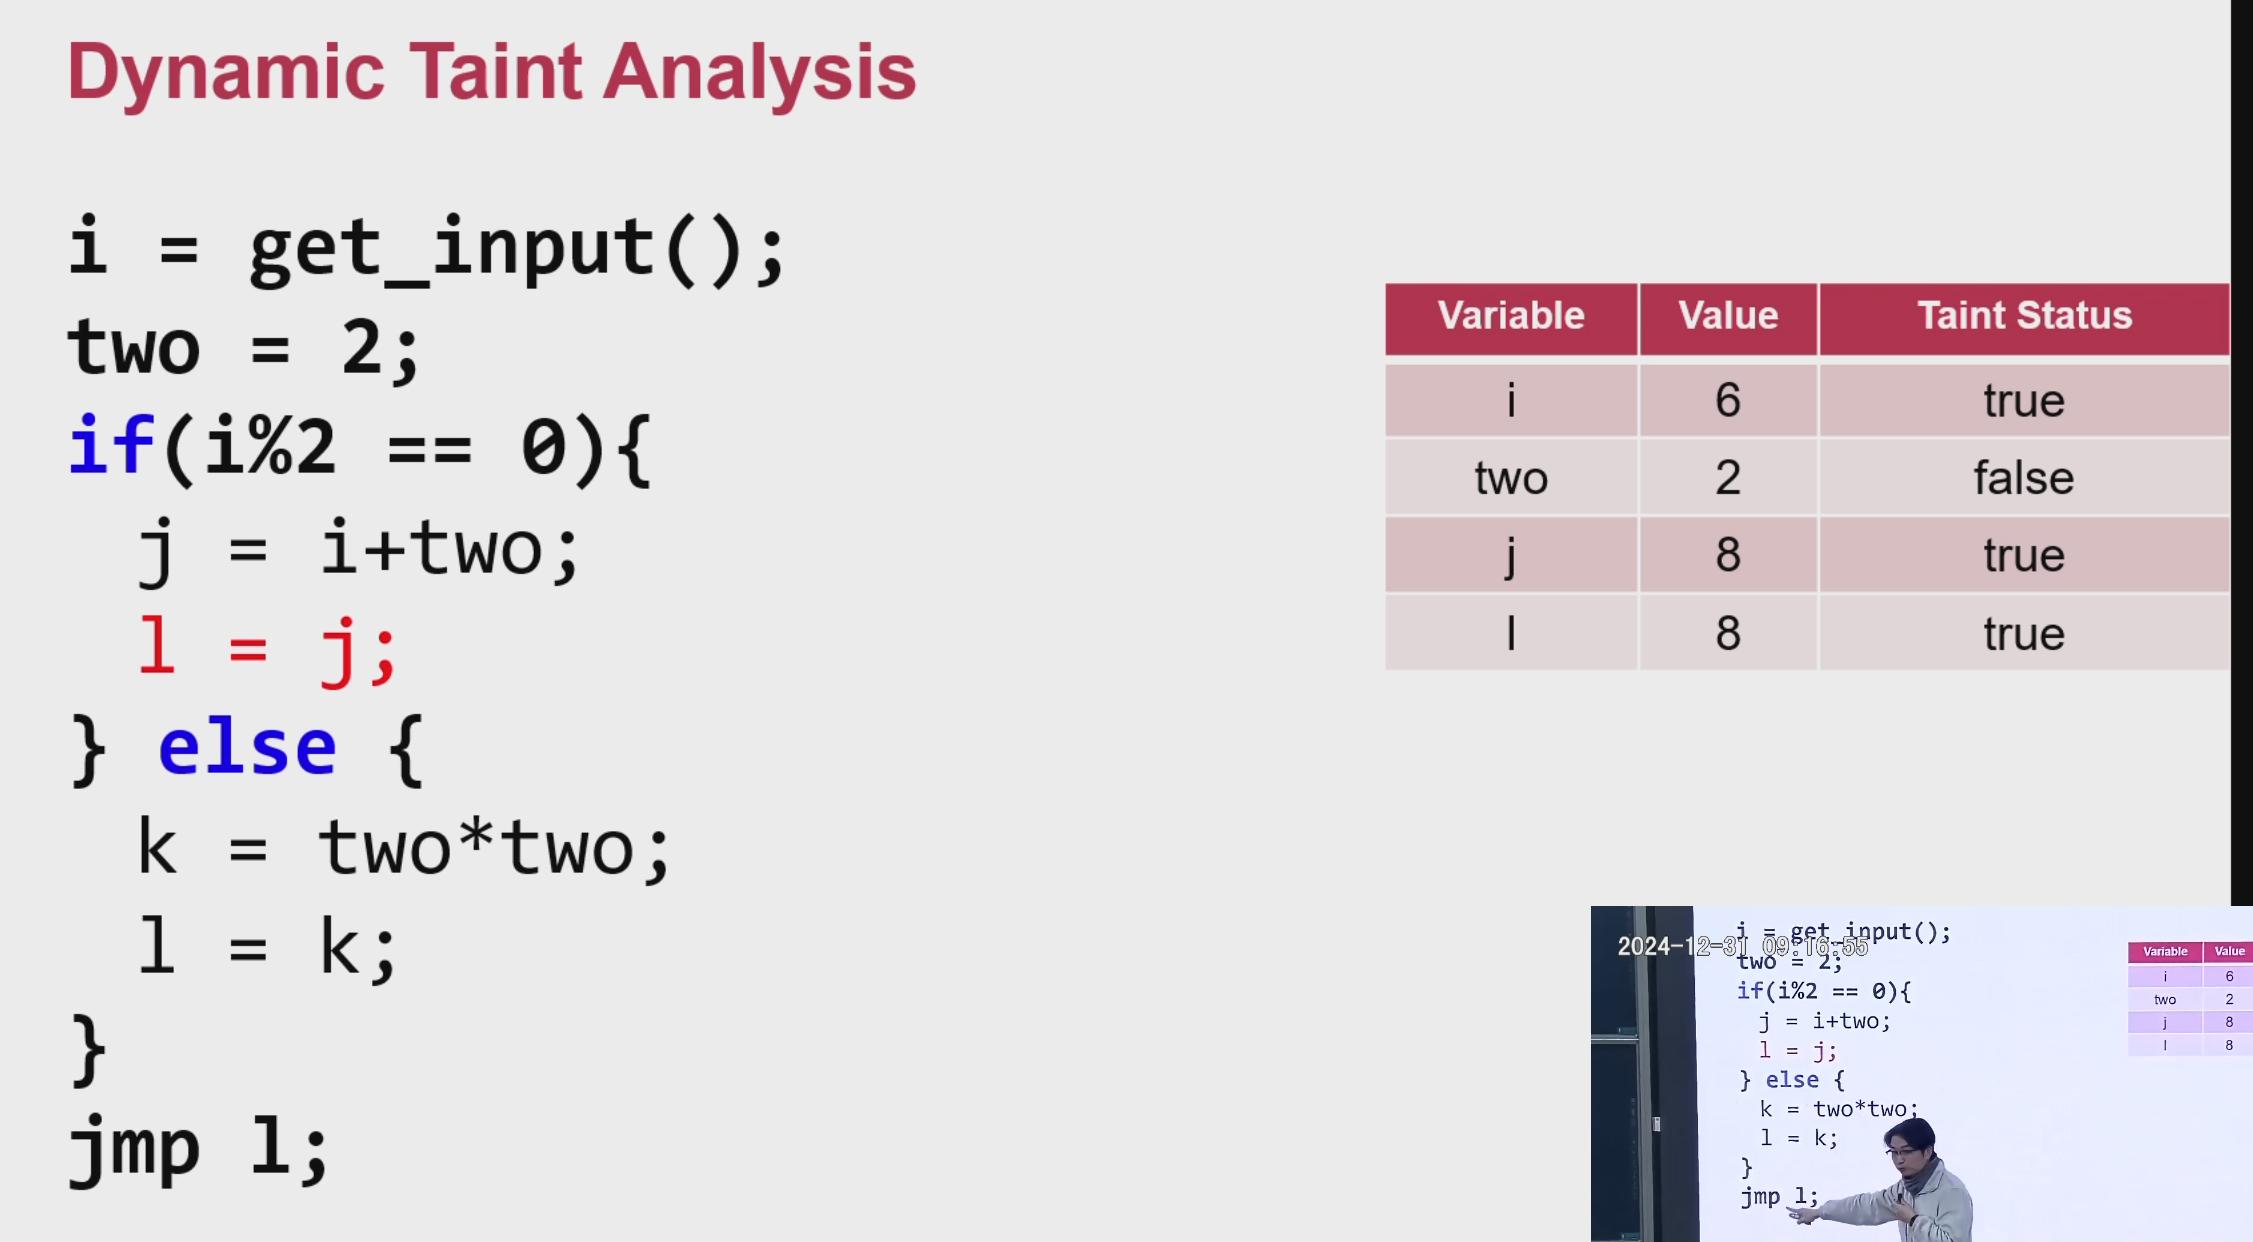 Dynamic Taint Analysis
i = get_input();
two = 2;
if(i%2 == 0){
j = i+two;
l = j;
} else {
k = two*two;
l = k;
}
jmp l;
Variable Value Taint Status
i 6 true
two 2 false
j 8 true
l 8 true
2024-12-31 09:16:55
i = get_input();
two = 2;
if(i%2 == 0){
j = i+two;
l = j;
} else {
k = two*two;
l = k;
}
jmp l;
Variable Value
i 6
two 2
j 8
l 8